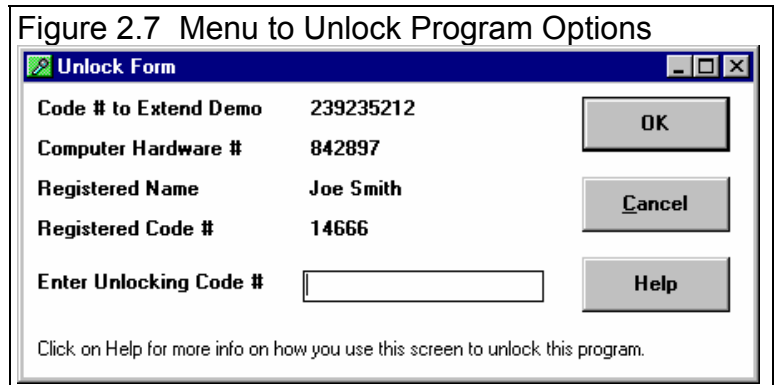 Figure 2.7 Menu to Unlock Program Options
Unlock Form
Code # to Extend Demo 239235212
Computer Hardware # 842897
Registered Name Joe Smith
Registered Code # 14666
Enter Unlocking Code #
OK
Cancel
Help
Click on Help for more info on how you use this screen to unlock this program.